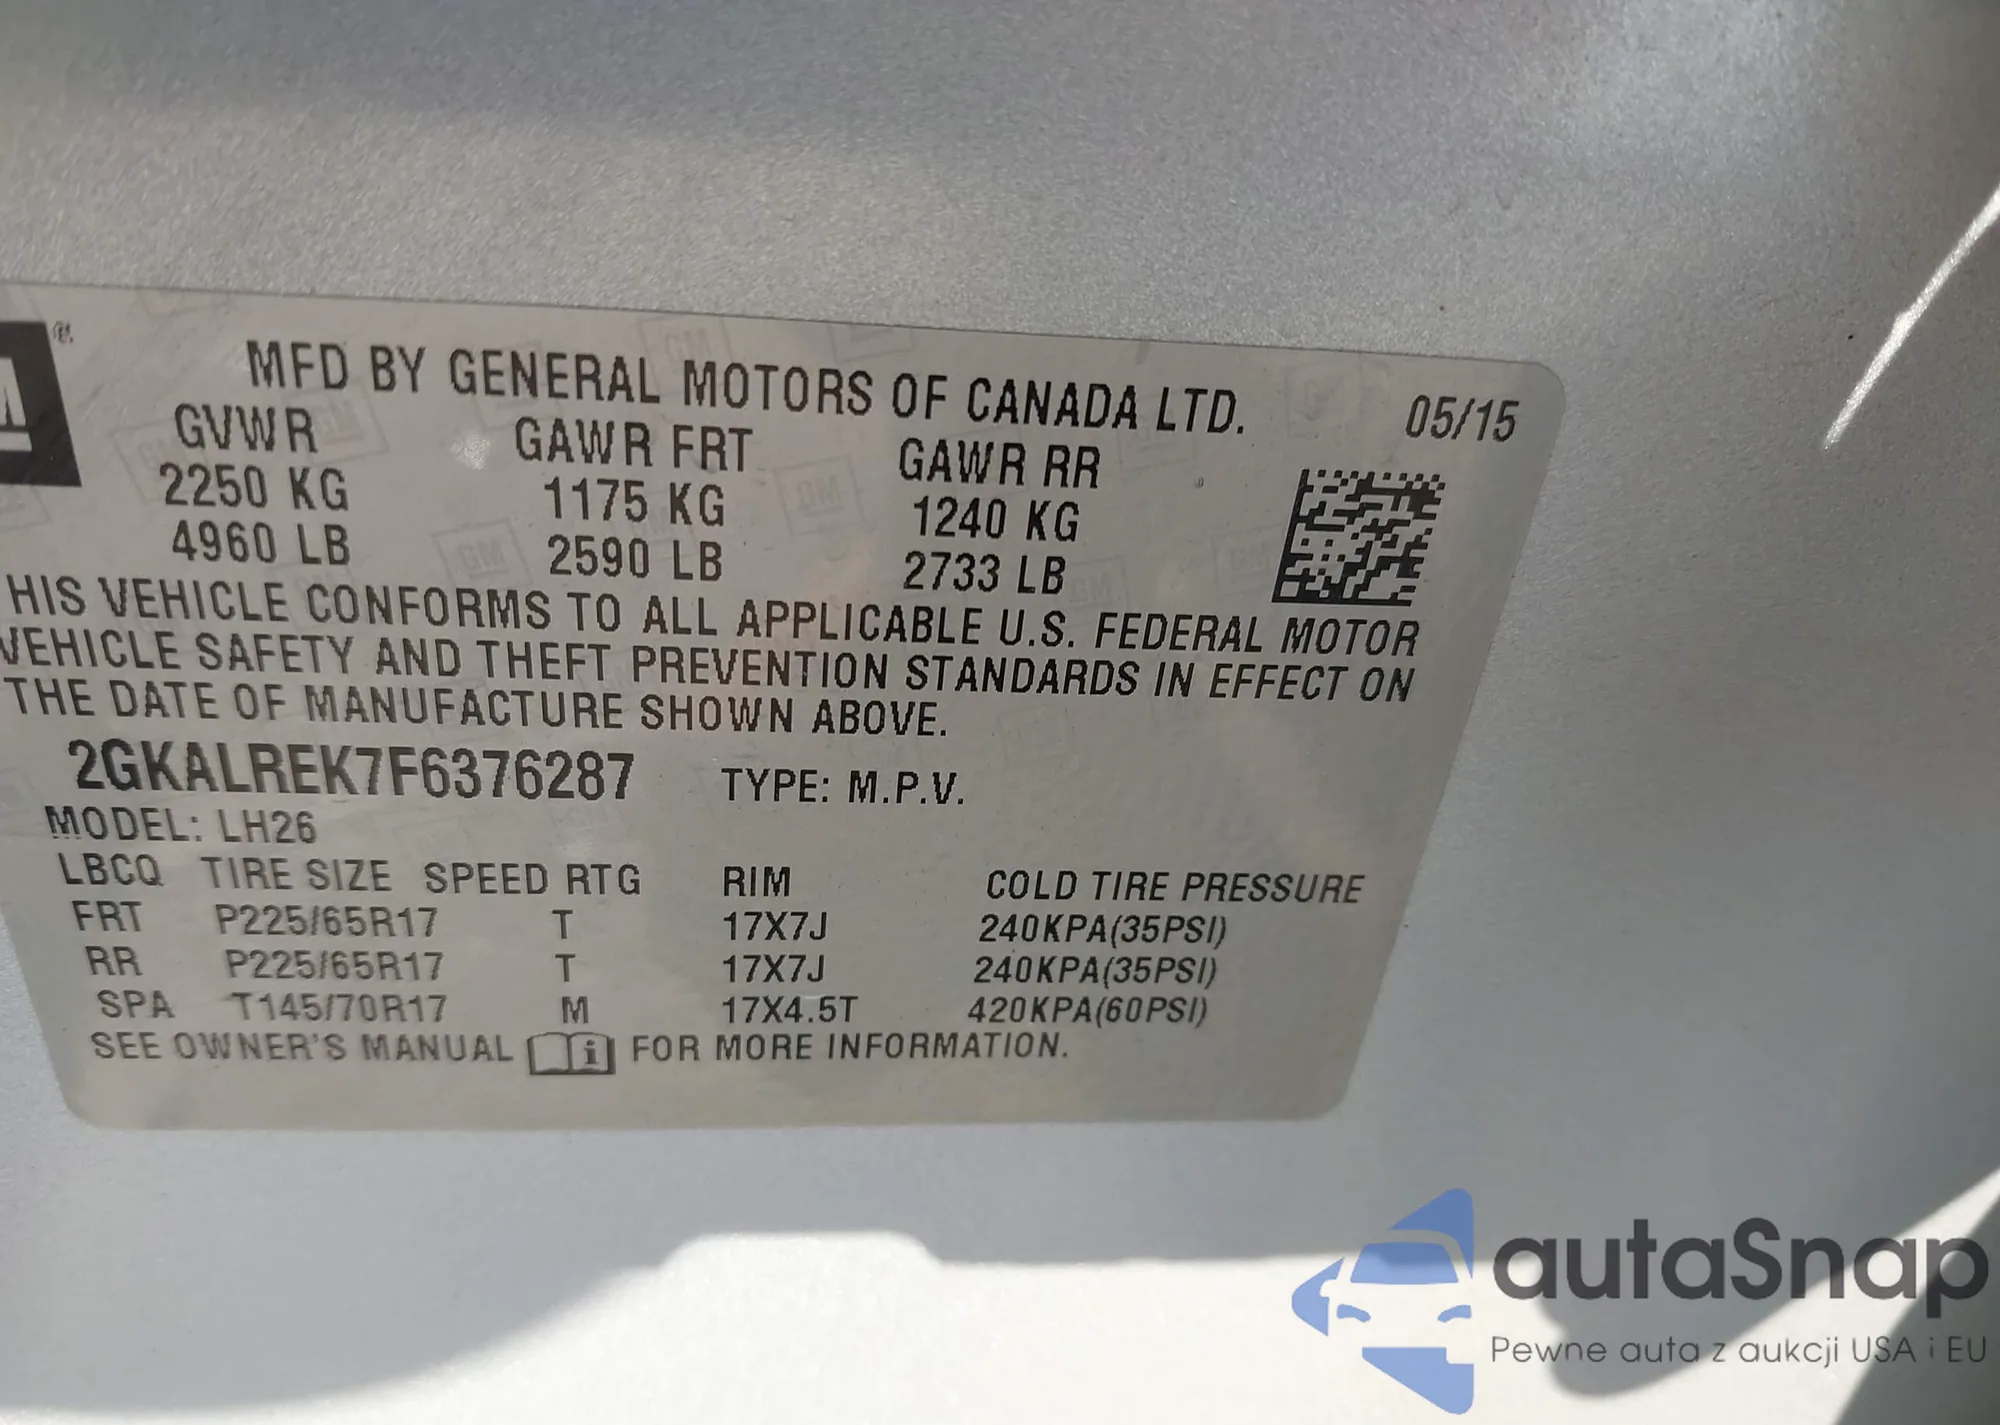 MFD BY GENERAL MOTORS OF CANADA LTD. 05/15
GVWR GAWR FRT GAWR RR
2250 KG 1175 KG 1240 KG
4960 LB 2590 LB 2733 LB
HIS VEHICLE CONFORMS TO ALL APPLICABLE U.S. FEDERAL MOTOR
VEHICLE SAFETY AND THEFT PREVENTION STANDARDS IN EFFECT ON
THE DATE OF MANUFACTURE SHOWN ABOVE.
2GKALREK7F6376287 TYPE: M.P.V.
MODEL: LH26
LBCQ TIRE SIZE SPEED RTG RIM COLD TIRE PRESSURE
FRT P225/65R17 T 17X7J 240KPA(35PSI)
RR P225/65R17 T 17X7J 240KPA(35PSI)
SPA T145/70R17 M 17X4.5T 420KPA(60PSI)
SEE OWNER'S MANUAL i FOR MORE INFORMATION.
autaSnap
Pewne auta z aukcji USA i EU